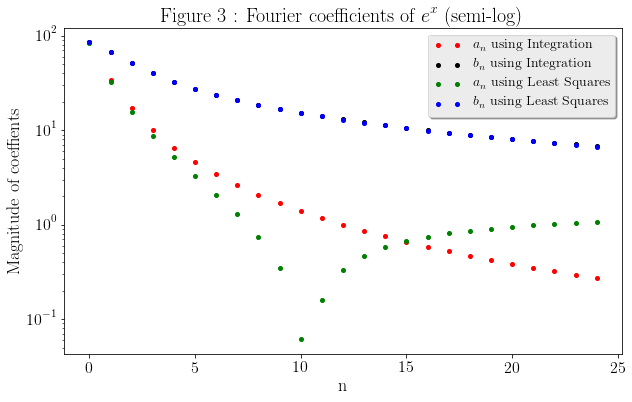 Figure 3 : Fourier coefficients of e^x (semi-log)
a_n using Integration
b_n using Integration
a_n using Least Squares
b_n using Least Squares
Magnitude of coeffients
10^2
10^1
10^0
10^−1
0 5 10 15 20 25
n